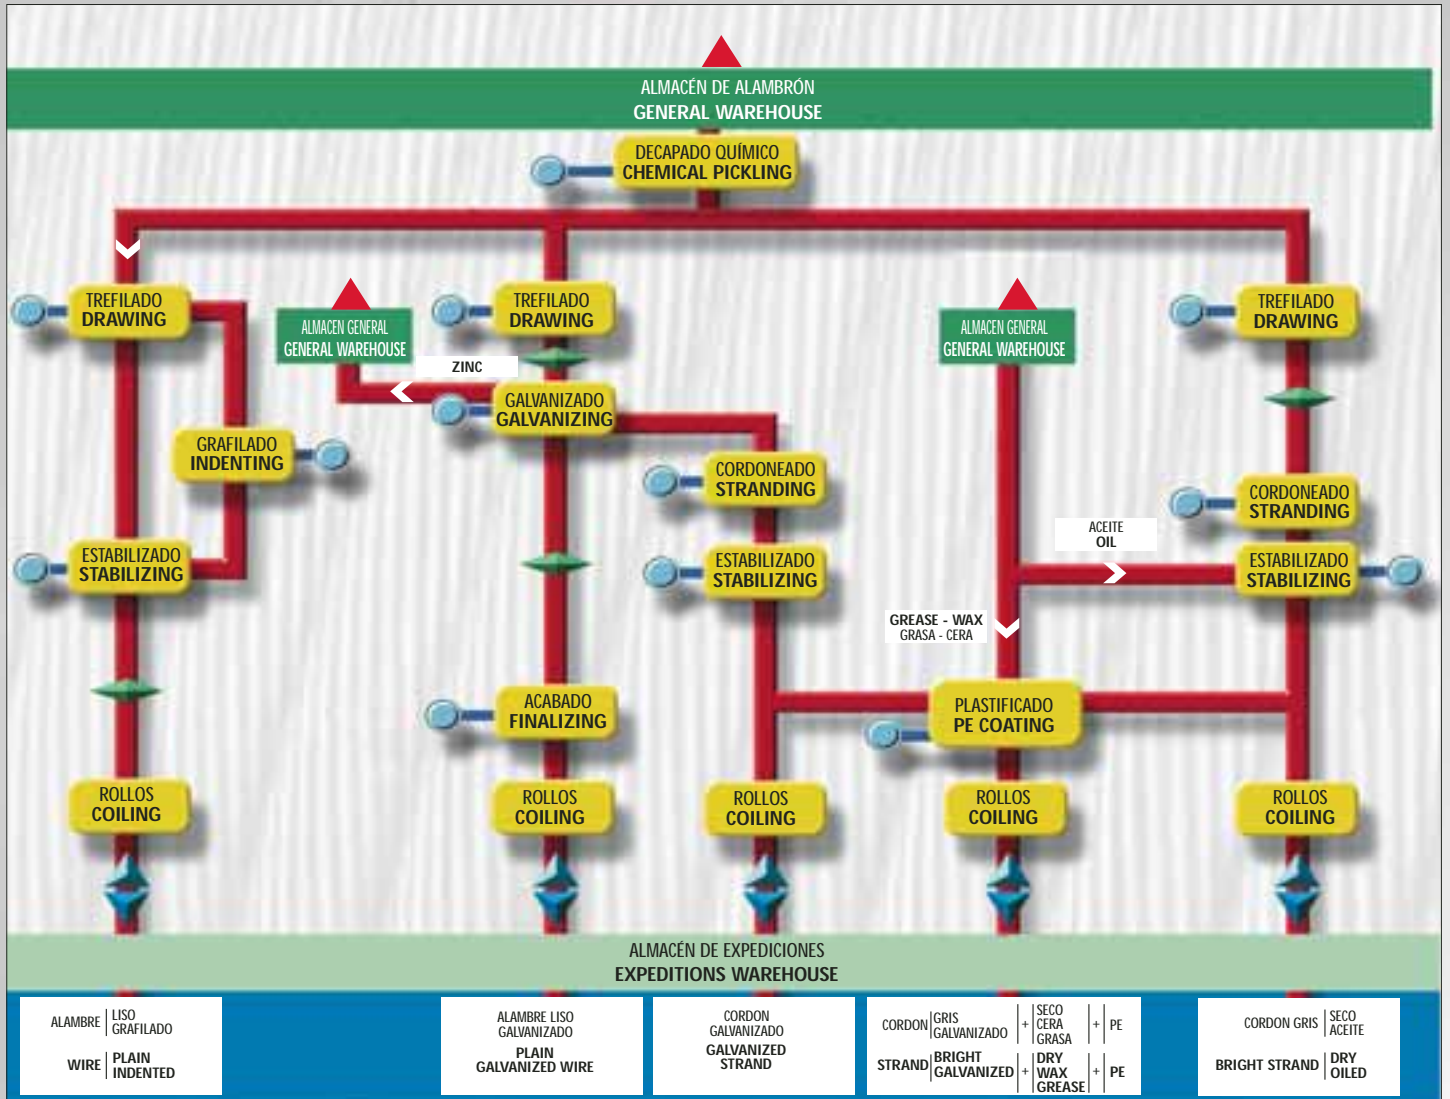 ALMACÉN DE ALAMBRÓN
GENERAL WAREHOUSE
DECAPADO QUÍMICO
CHEMICAL PICKLING
TREFILADO
DRAWING
TREFILADO
DRAWING
TREFILADO
DRAWING
ALMACEN GENERAL
GENERAL WAREHOUSE
ALMACEN GENERAL
GENERAL WAREHOUSE
ZINC
GALVANIZADO
GALVANIZING
GRAFILADO
INDENTING
CORDONEADO
STRANDING
CORDONEADO
STRANDING
ACEITE
OIL
ESTABILIZADO
STABILIZING
ESTABILIZADO
STABILIZING
ESTABILIZADO
STABILIZING
GREASE - WAX
GRASA - CERA
ACABADO
FINALIZING
PLASTIFICADO
PE COATING
ROLLOS
COILING
ROLLOS
COILING
ROLLOS
COILING
ROLLOS
COILING
ROLLOS
COILING
ALMACÉN DE EXPEDICIONES
EXPEDITIONS WAREHOUSE
ALAMBRE | LISO
GRAFILADO
WIRE | PLAIN
INDENTED
ALAMBRE LISO
GALVANIZADO
PLAIN
GALVANIZED WIRE
CORDON
GALVANIZADO
GALVANIZED
STRAND
CORDON | GRIS
GALVANIZADO | + | SECO
CERA
GRASA | + | PE
STRAND | BRIGHT
GALVANIZED | + | DRY
WAX
GREASE | + | PE
CORDON GRIS | SECO
ACEITE
BRIGHT STRAND | DRY
OILED